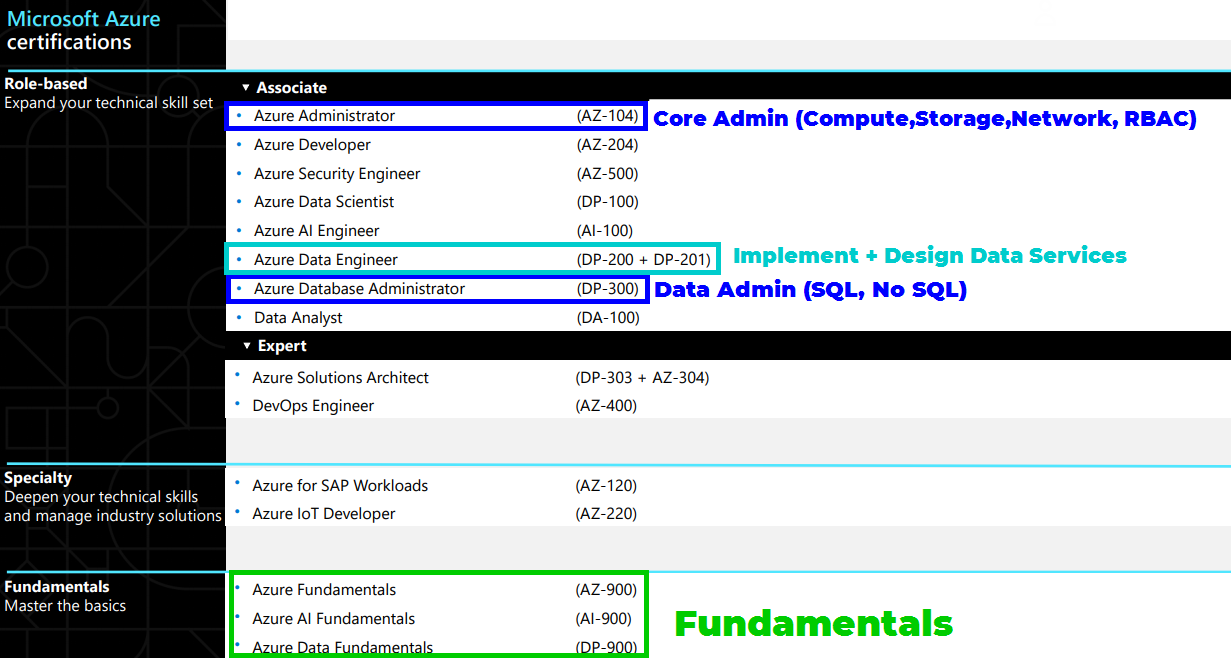 Microsoft Azure
certifications
Role-based
Expand your technical skill set
▼ Associate
• Azure Administrator (AZ-104) Core Admin (Compute,Storage,Network, RBAC)
• Azure Developer (AZ-204)
• Azure Security Engineer (AZ-500)
• Azure Data Scientist (DP-100)
• Azure AI Engineer (AI-100)
• Azure Data Engineer (DP-200 + DP-201) Implement + Design Data Services
• Azure Database Administrator (DP-300) Data Admin (SQL, No SQL)
• Data Analyst (DA-100)
▼ Expert
• Azure Solutions Architect (DP-303 + AZ-304)
• DevOps Engineer (AZ-400)
Specialty
Deepen your technical skills
and manage industry solutions
• Azure for SAP Workloads (AZ-120)
• Azure IoT Developer (AZ-220)
Fundamentals
Master the basics
• Azure Fundamentals (AZ-900)
• Azure AI Fundamentals (AI-900)
• Azure Data Fundamentals (DP-900)
Fundamentals